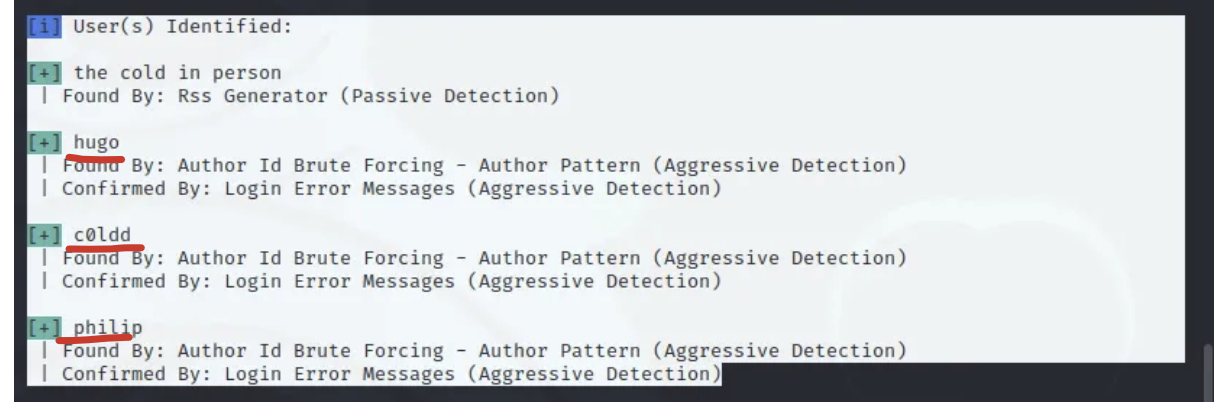 [i] User(s) Identified:
[+] the cold in person
| Found By: Rss Generator (Passive Detection)
[+] hugo
| Found By: Author Id Brute Forcing - Author Pattern (Aggressive Detection)
| Confirmed By: Login Error Messages (Aggressive Detection)
[+] c0ldd
| Found By: Author Id Brute Forcing - Author Pattern (Aggressive Detection)
| Confirmed By: Login Error Messages (Aggressive Detection)
[+] philip
| Found By: Author Id Brute Forcing - Author Pattern (Aggressive Detection)
| Confirmed By: Login Error Messages (Aggressive Detection)